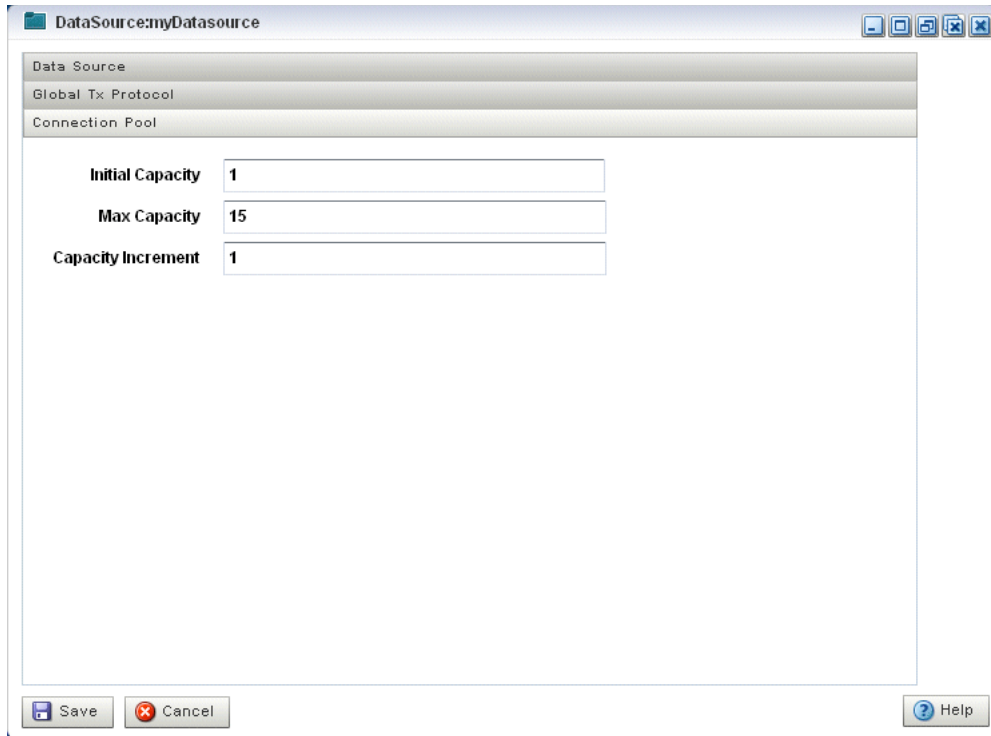 DataSource:myDatasource
Data Source
Global Tx Protocol
Connection Pool
Initial Capacity 1
Max Capacity 15
Capacity Increment 1
Save Cancel Help